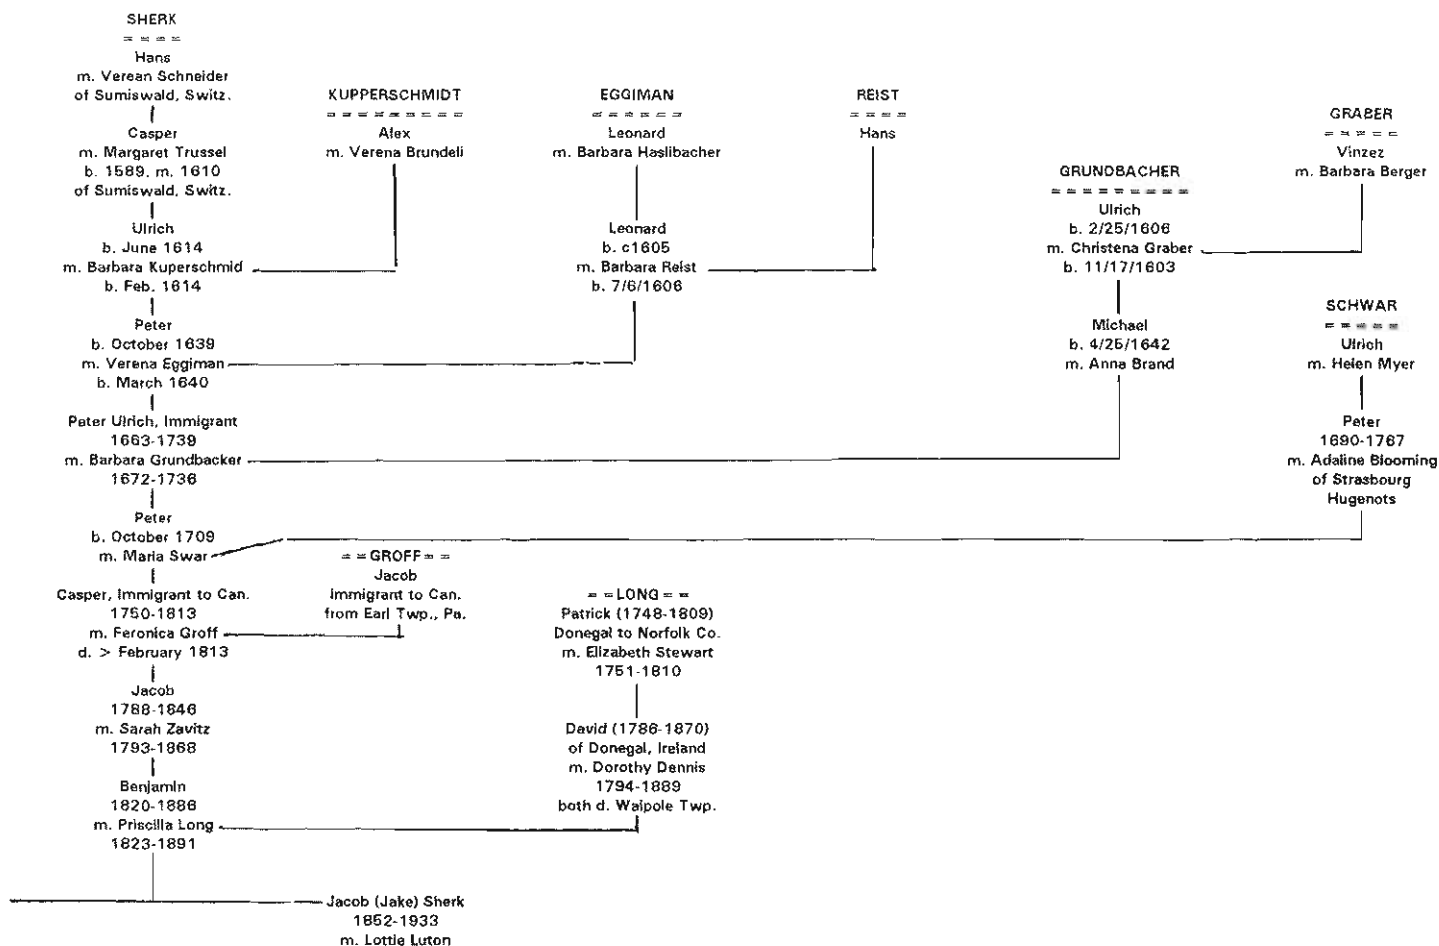 SHERK
= = = =
Hans
m. Verean Schneider
of Sumiswald, Switz.
Casper
m. Margaret Trussel
b. 1589, m. 1610
of Sumiswald, Switz.
Ulrich
b. June 1614
m. Barbara Kuperschmid
b. Feb. 1614
Peter
b. October 1639
m. Verena Eggiman
b. March 1640
Peter Ulrich, Immigrant
1663-1739
m. Barbara Grundbacker
1672-1736
Peter
b. October 1709
m. Maria Swar
Casper, Immigrant to Can.
1750-1813
m. Feronica Groff
d. > February 1813
Jacob
1788-1846
m. Sarah Zavitz
1793-1868
Benjamin
1820-1886
m. Priscilla Long
1823-1891
KUPPERSCHMIDT
= = = = = = = = =
Alex
m. Verena Brundeli
EGGIMAN
= = = = = =
Leonard
m. Barbara Haslibacher
Leonard
b. c1605
m. Barbara Reist
b. 7/6/1606
REIST
= = = =
Hans
GRUNDBACHER
= = = = = = = = =
Ulrich
b. 2/25/1606
m. Christena Graber
b. 11/17/1603
Michael
b. 4/25/1642
m. Anna Brand
GRABER
= = = = =
Vinzez
m. Barbara Berger
SCHWAR
= = = = =
Ulrich
m. Helen Myer
Peter
1690-1767
m. Adaline Blooming
of Strasbourg
Hugenots
= = GROFF = =
Jacob
Immigrant to Can.
from Earl Twp., Pa.
= = LONG = =
Patrick (1748-1809)
Donegal to Norfolk Co.
m. Elizabeth Stewart
1751-1810
David (1786-1870)
of Donegal, Ireland
m. Dorothy Dennis
1794-1889
both d. Walpole Twp.
Jacob (Jake) Sherk
1852-1933
m. Lottie Luton